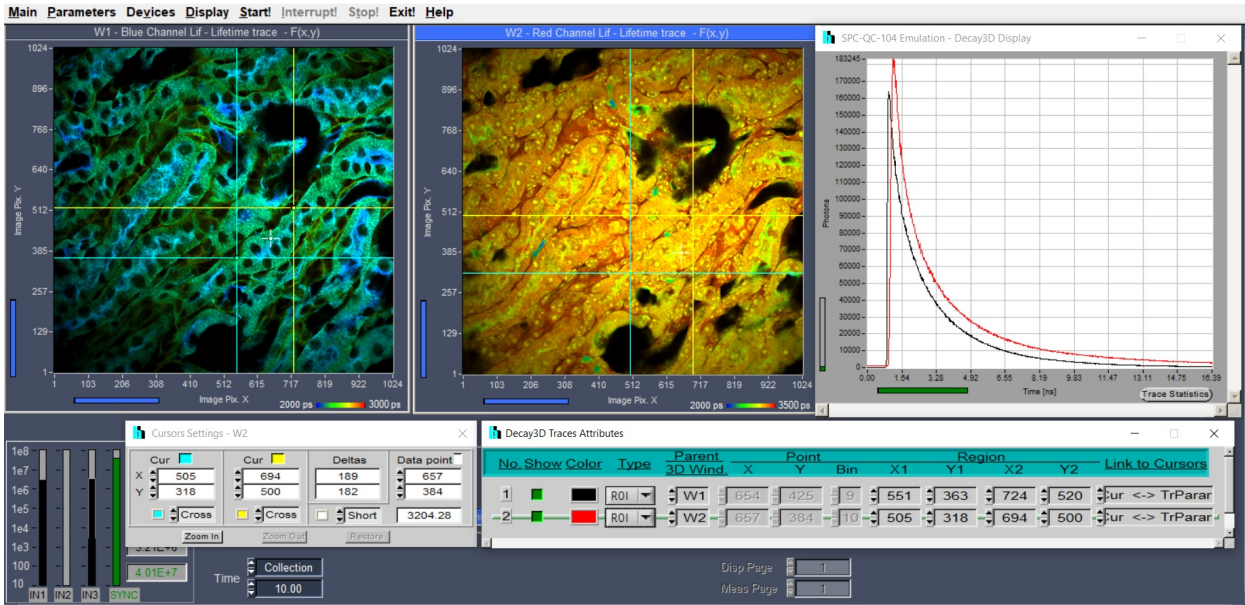 Main Parameters Devices Display Start! Interrupt! Stop! Exit! Help
W1 - Blue Channel Lif - Lifetime trace - F(x,y)
1024
896
768
640
512
385
257
129
1
Image Pix. Y
1 103 206 308 410 512 615 717 819 922 1024
Image Pix. X
2000 ps 3000 ps
W2 - Red Channel Lif - Lifetime trace - F(x,y)
1024
896
768
640
512
385
257
129
1
Image Pix. Y
1 103 206 308 410 512 615 717 819 922 1024
Image Pix. X
2000 ps 3500 ps
SPC-QC-104 Emulation - Decay3D Display
183245
170000
160000
150000
140000
130000
120000
110000
100000
90000
80000
70000
60000
50000
40000
30000
20000
10000
0
Photons
0.00 1.64 3.28 4.92 6.55 8.19 9.83 11.47 13.11 14.75 16.39
Time [ns]
Trace Statistics
Cursors Settings - W2
Cur Cur Deltas Data point
X 505 694 189 657
Y 318 500 182 384
Cross Cross Short 3204.28
Zoom In Zoom Out Restore
Decay3D Traces Attributes
No. Show Color Type Parent 3D Wind. Point Region Link to Cursors
X Y Bin X1 Y1 X2 Y2
1 ROI W1 654 425 9 551 363 724 520 Cur <-> TrParar
2 ROI W2 657 384 10 505 318 694 500 Cur <-> TrParar
1e8
1e7
1e6
1e5
1e4
1e3
100
10
IN1 IN2 IN3 SYNC
4.01E+7
Time
Collection
10.00
Disp Page 1
Meas Page 1